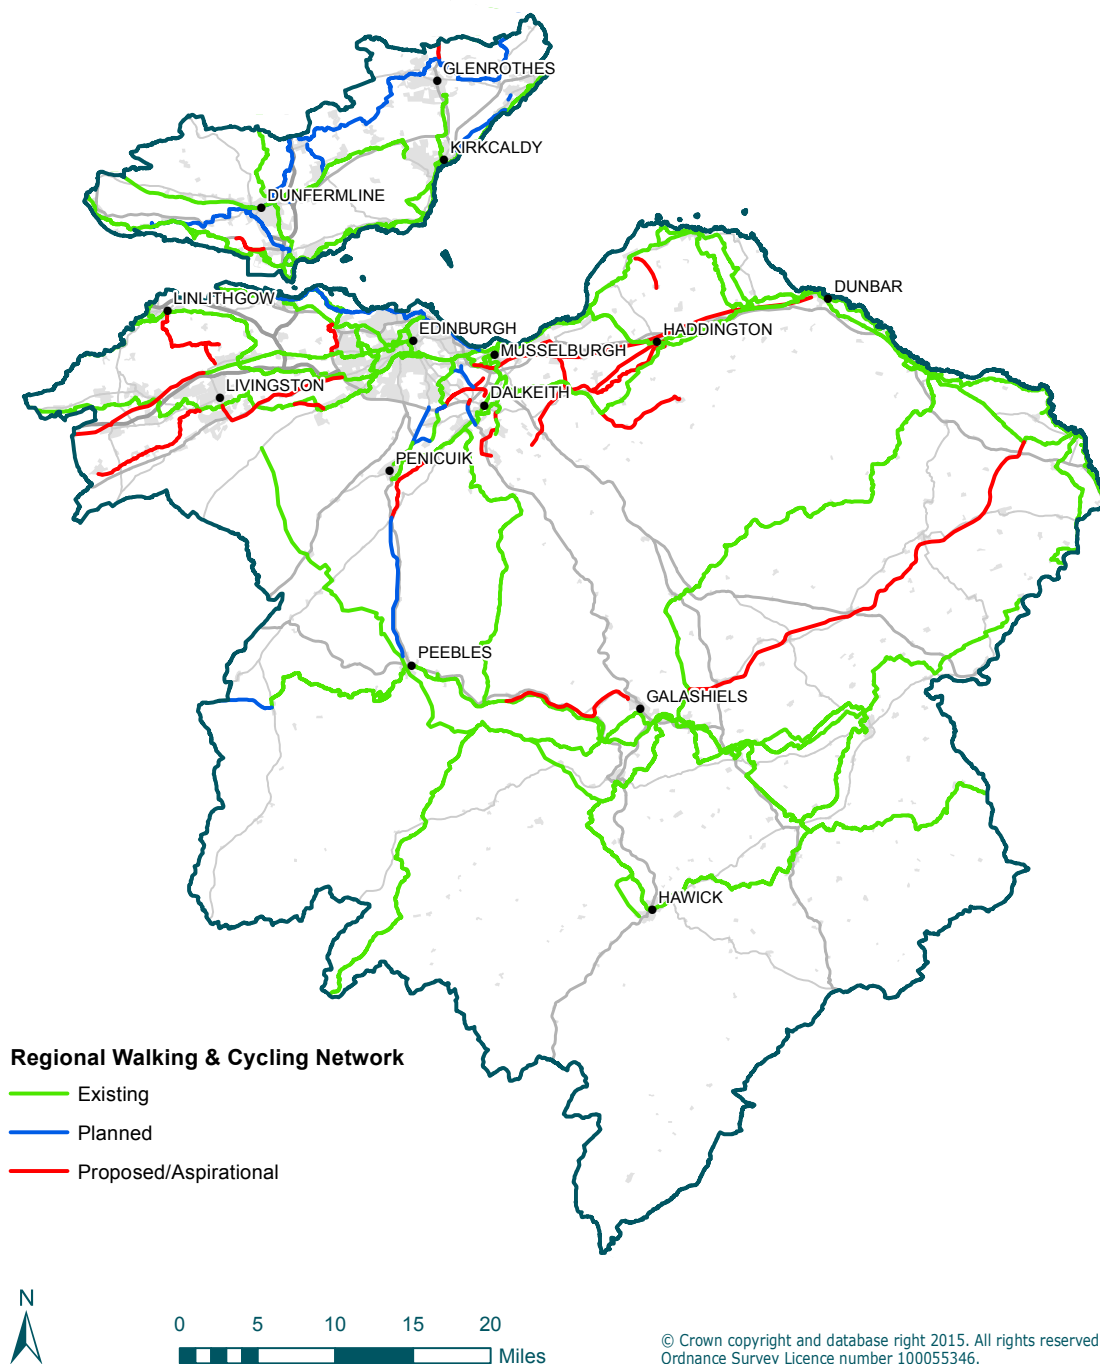 GLENROTHES
KIRKCALDY
DUNFERMLINE
LINLITHGOW
DUNBAR
EDINBURGH
HADDINGTON
MUSSELBURGH
LIVINGSTON
DALKEITH
PENICUIK
PEEBLES
GALASHIELS
HAWICK
Regional Walking & Cycling Network
Existing
Planned
Proposed/Aspirational
N
0 5 10 15 20
Miles
© Crown copyright and database right 2015. All rights reserved
Ordnance Survey Licence number 100055346.